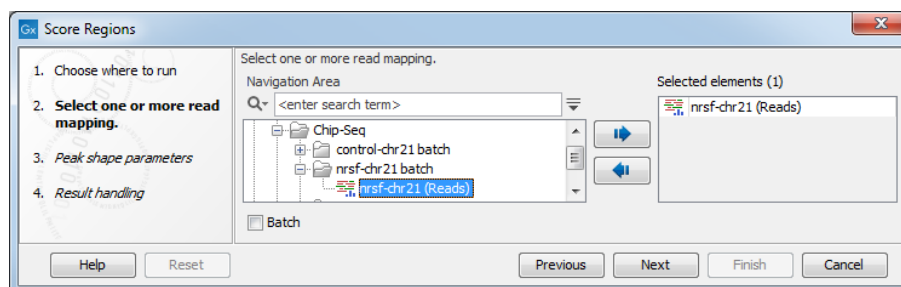 Gx Score Regions
1. Choose where to run
2. Select one or more read
mapping.
3. Peak shape parameters
4. Result handling
Select one or more read mapping.
Navigation Area
<enter search term>
Chip-Seq
control-chr21 batch
nrsf-chr21 batch
nrsf-chr21 (Reads)
Batch
Selected elements (1)
nrsf-chr21 (Reads)
Help
Reset
Previous
Next
Finish
Cancel